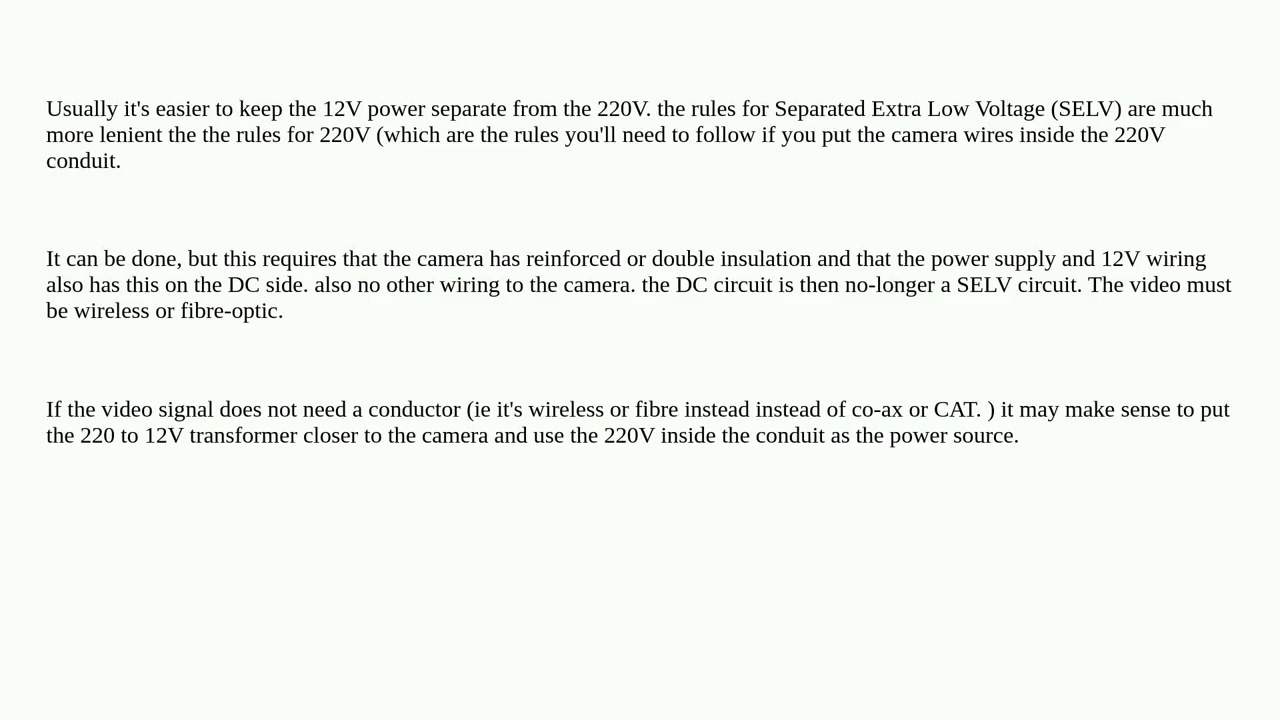 Usually it's easier to keep the 12V power separate from the 220V. the rules for Separated Extra Low Voltage (SELV) are much
more lenient the the rules for 220V (which are the rules you'll need to follow if you put the camera wires inside the 220V
conduit.
It can be done, but this requires that the camera has reinforced or double insulation and that the power supply and 12V wiring
also has this on the DC side. also no other wiring to the camera. the DC circuit is then no-longer a SELV circuit. The video must
be wireless or fibre-optic.
If the video signal does not need a conductor (ie it's wireless or fibre instead instead of co-ax or CAT. ) it may make sense to put
the 220 to 12V transformer closer to the camera and use the 220V inside the conduit as the power source.